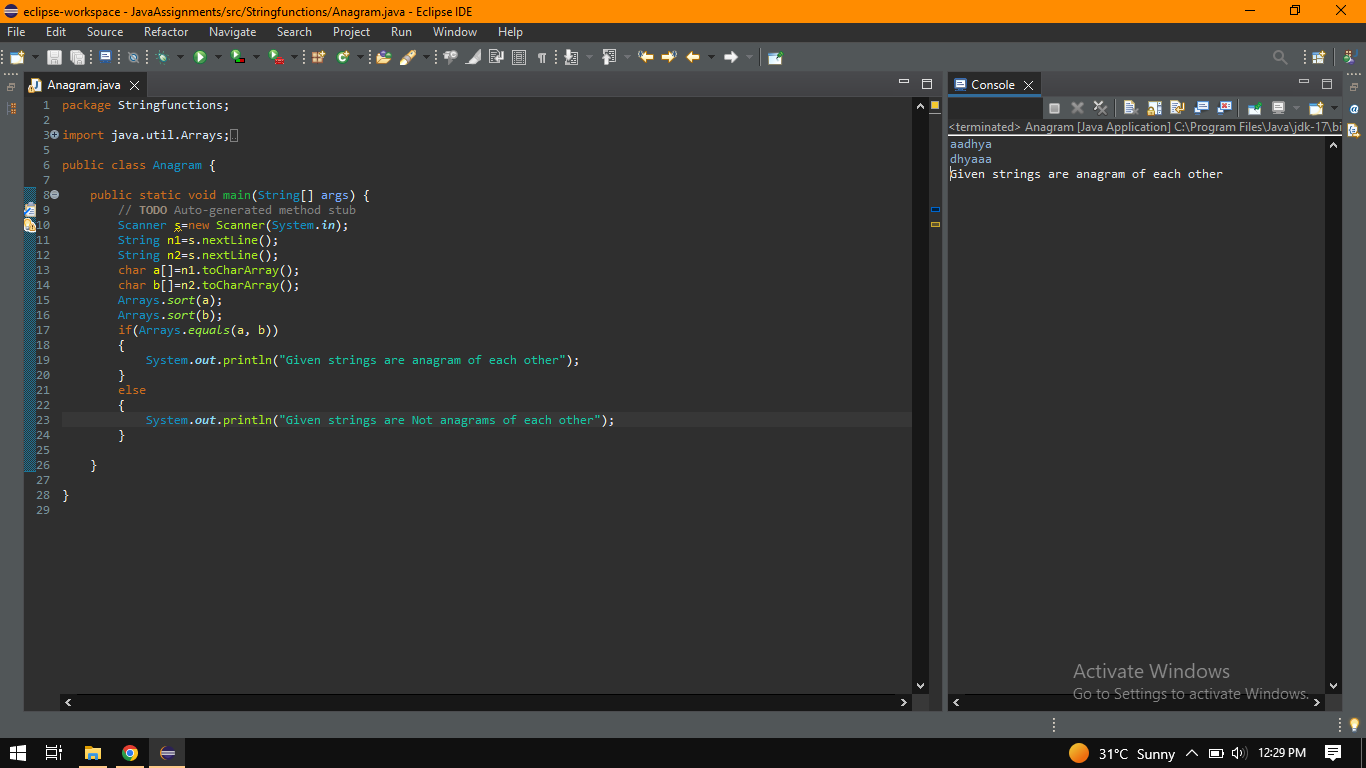 eclipse-workspace - JavaAssignments/src/Stringfunctions/Anagram.java - Eclipse IDE
File Edit Source Refactor Navigate Search Project Run Window Help
Anagram.java
1 package Stringfunctions;
2
3 import java.util.Arrays;
5
6 public class Anagram {
7
8 public static void main(String[] args) {
9 // TODO Auto-generated method stub
10 Scanner s=new Scanner(System.in);
11 String n1=s.nextLine();
12 String n2=s.nextLine();
13 char a[]=n1.toCharArray();
14 char b[]=n2.toCharArray();
15 Arrays.sort(a);
16 Arrays.sort(b);
17 if(Arrays.equals(a, b))
18 {
19 System.out.println("Given strings are anagram of each other");
20 }
21 else
22 {
23 System.out.println("Given strings are Not anagrams of each other");
24 }
25
26 }
27
28 }
29
Console
<terminated> Anagram [Java Application] C:\Program Files\Java\jdk-17\bi
aadhya
dhyaaa
Given strings are anagram of each other
Activate Windows
Go to Settings to activate Windows.
31°C Sunny 12:29 PM